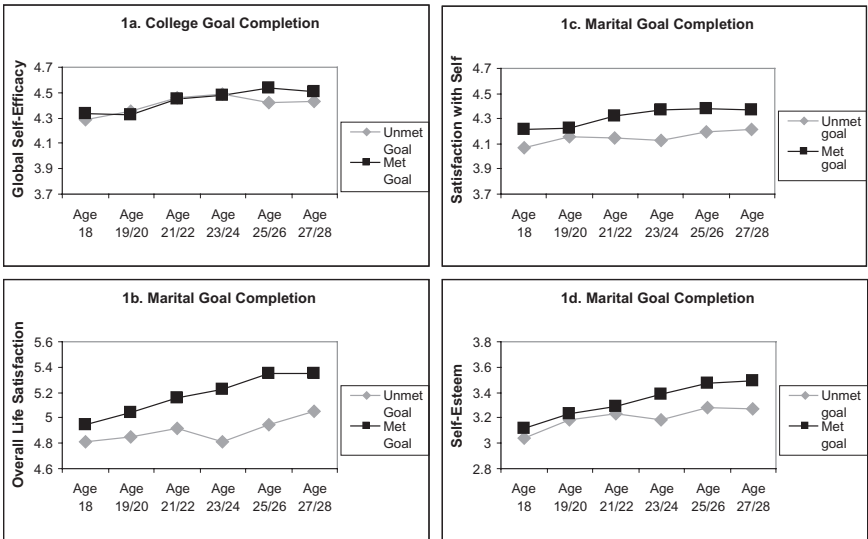 1a. College Goal Completion
Global Self-Efficacy
4.7
4.5
4.3
4.1
3.9
3.7
Age 18
Age 19/20
Age 21/22
Age 23/24
Age 25/26
Age 27/28
Unmet
Goal
Met
Goal
1c. Marital Goal Completion
Satisfaction with Self
4.7
4.5
4.3
4.1
3.9
3.7
Age 18
Age 19/20
Age 21/22
Age 23/24
Age 25/26
Age 27/28
Unmet
goal
Met
goal
1b. Marital Goal Completion
Overall Life Satisfaction
5.6
5.4
5.2
5
4.8
4.6
Age 18
Age 19/20
Age 21/22
Age 23/24
Age 25/26
Age 27/28
Unmet
Goal
Met
Goal
1d. Marital Goal Completion
Self-Esteem
3.8
3.6
3.4
3.2
3
2.8
Age 18
Age 19/20
Age 21/22
Age 23/24
Age 25/26
Age 27/28
Unmet
goal
Met
goal